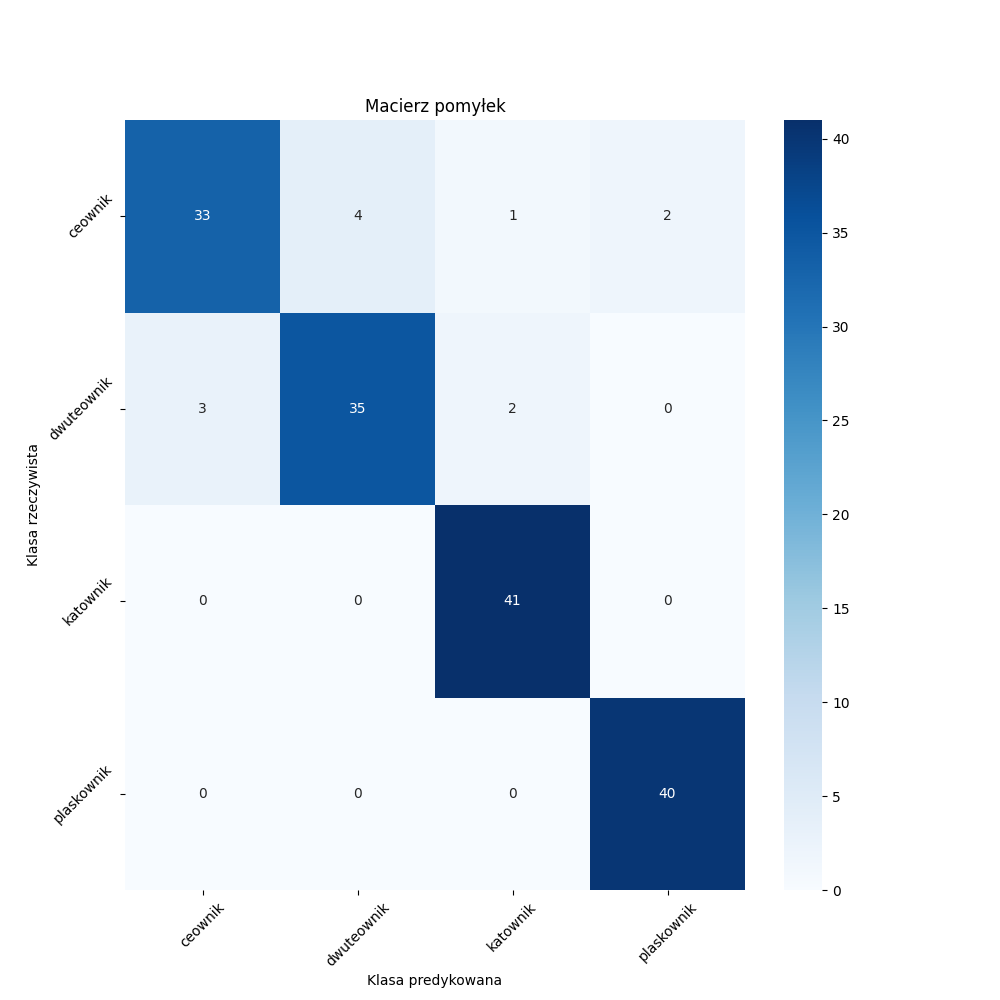 Macierz pomyłek
40
35
30
25
20
15
10
5
0
Klasa rzeczywista
ceownik
33 4 1 2
dwuteownik
3 35 2 0
katownik
0 0 41 0
plaskownik
0 0 0 40
ceownik dwuteownik katownik plaskownik
Klasa predykowana